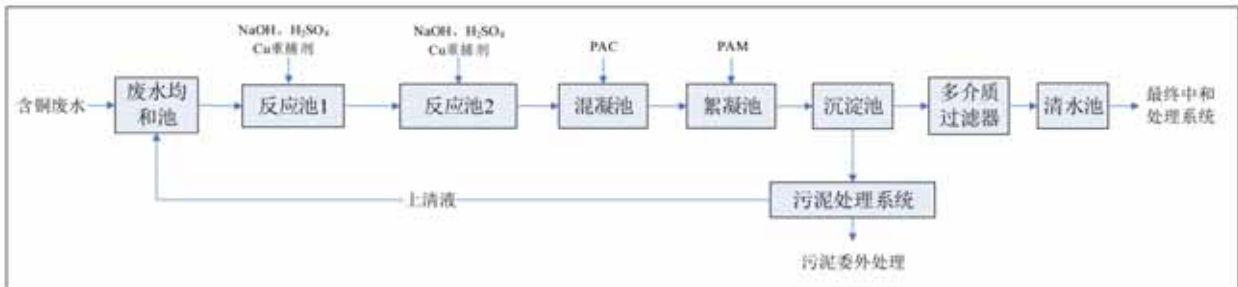 NaOH、H₂SO₄
Cu重捕剂
NaOH、H₂SO₄
Cu重捕剂
PAC
PAM
含铜废水
废水均
和池
反应池1
反应池2
混凝池
絮凝池
沉淀池
多介质
过滤器
清水池
最终中和
处理系统
上清液
污泥处理系统
污泥委外处理